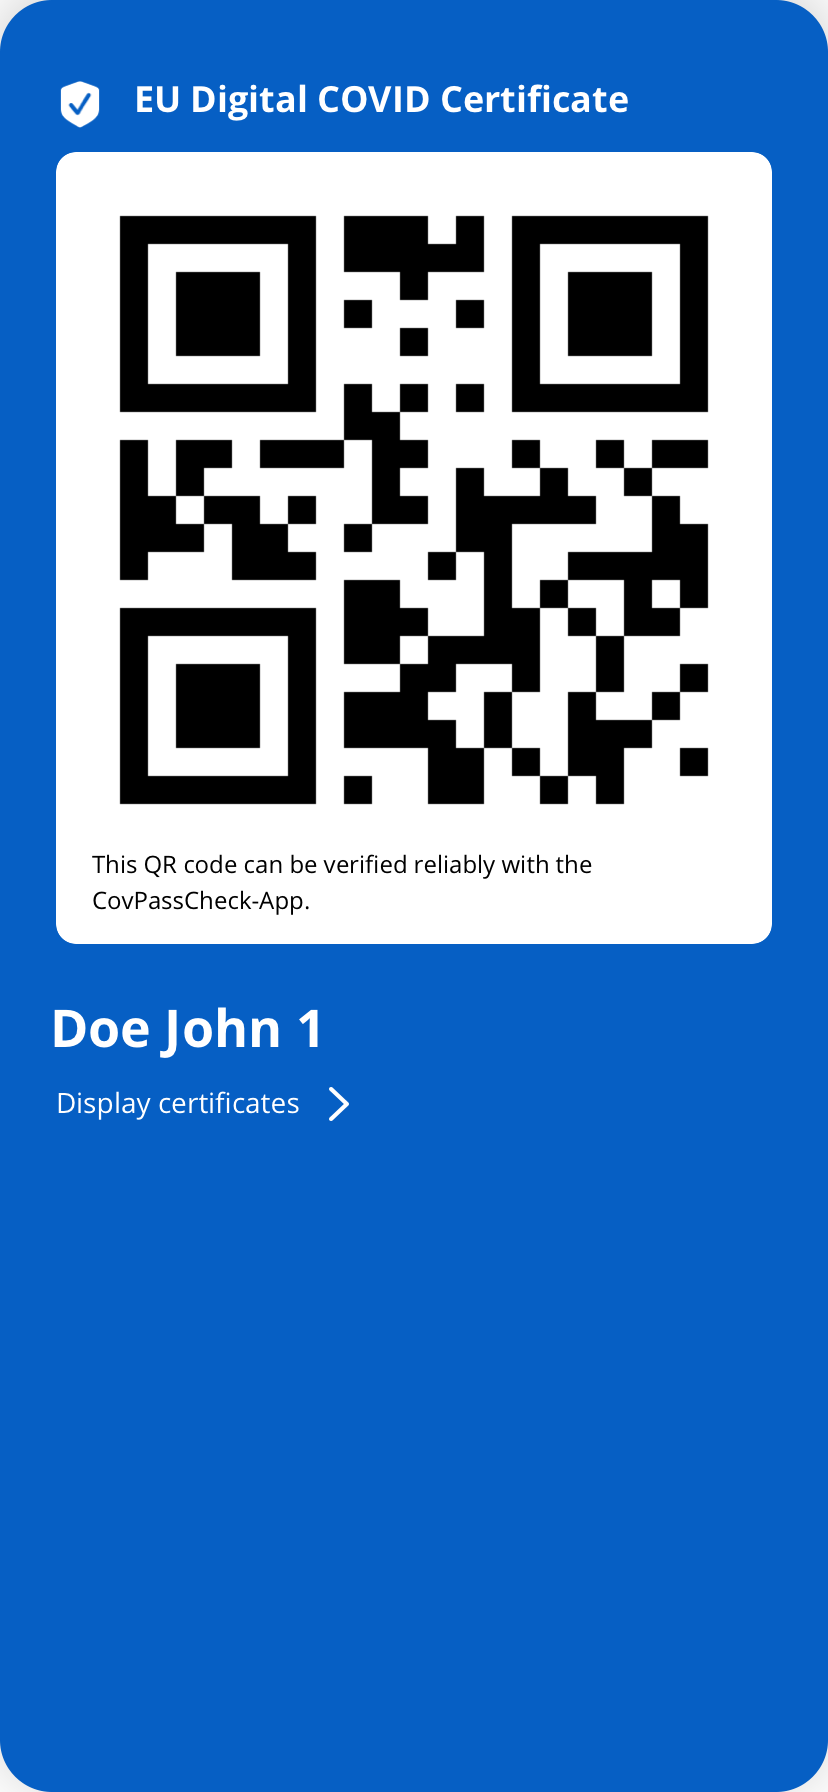 EU Digital COVID Certificate
This QR code can be verified reliably with the
CovPassCheck-App.
Doe John 1
Display certificates